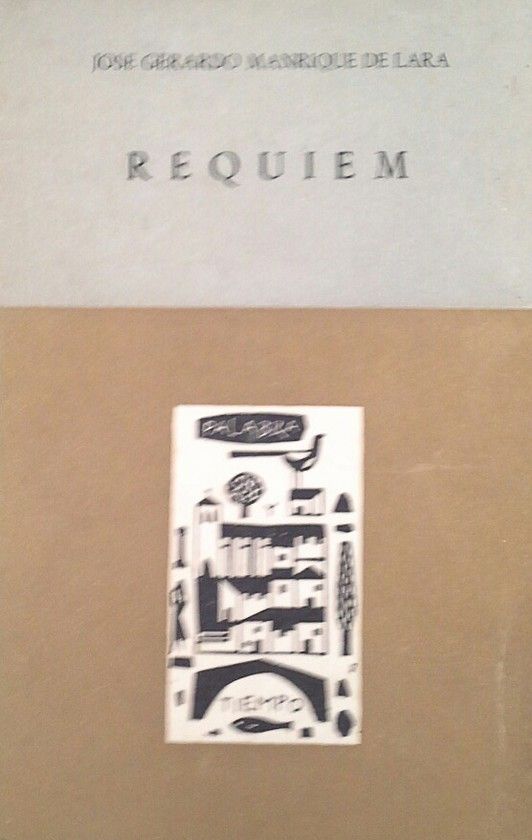 JOSE GERARDO MANRIQUE DE LARA
REQUIEM
PALABRA
TIEMPO